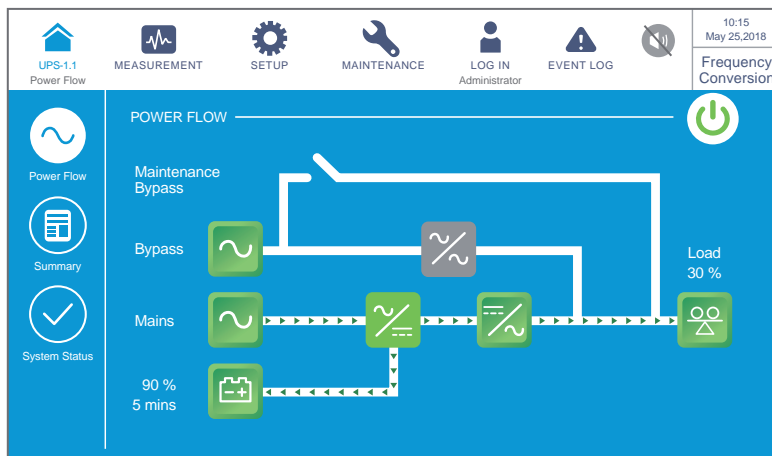 UPS-1.1
Power Flow
MEASUREMENT
SETUP
MAINTENANCE
LOG IN
Administrator
EVENT LOG
10:15
May 25,2018
Frequency
Conversion
Power Flow
Summary
System Status
POWER FLOW
Maintenance
Bypass
Bypass
Mains
90 %
5 mins
Load
30 %